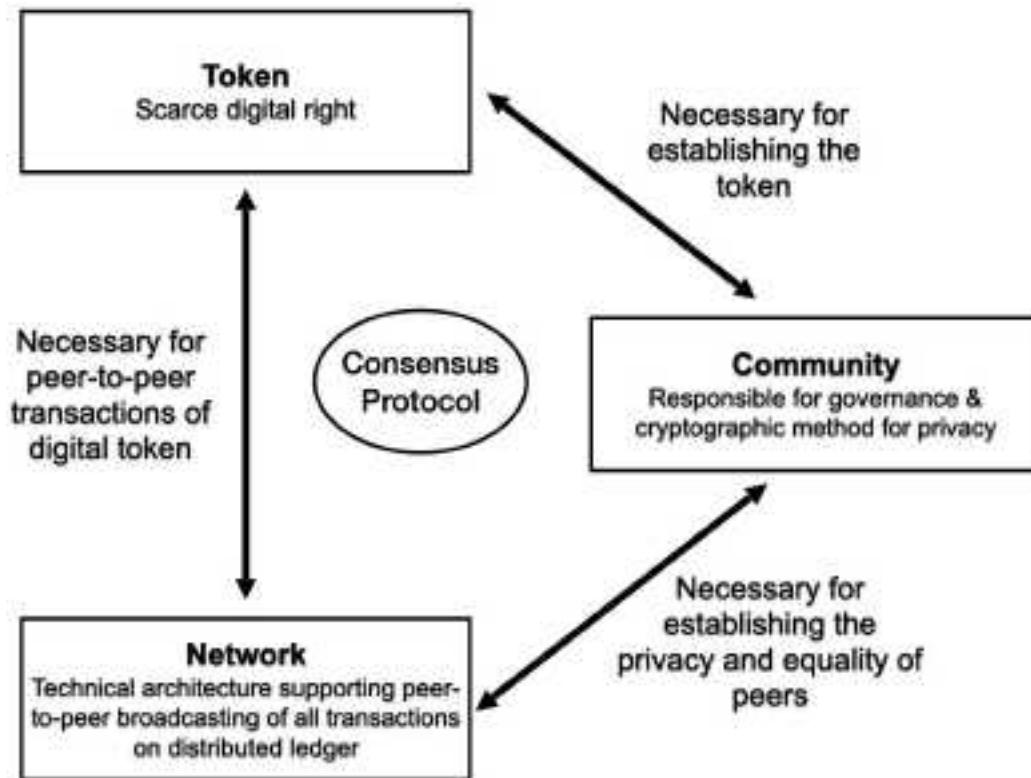 Token
Scarce digital right
Necessary for
establishing the
token
Necessary for
peer-to-peer
transactions of
digital token
Consensus
Protocol
Community
Responsible for governance &
cryptographic method for privacy
Necessary for
establishing the
privacy and equality of
peers
Network
Technical architecture supporting peer-
to-peer broadcasting of all transactions
on distributed ledger